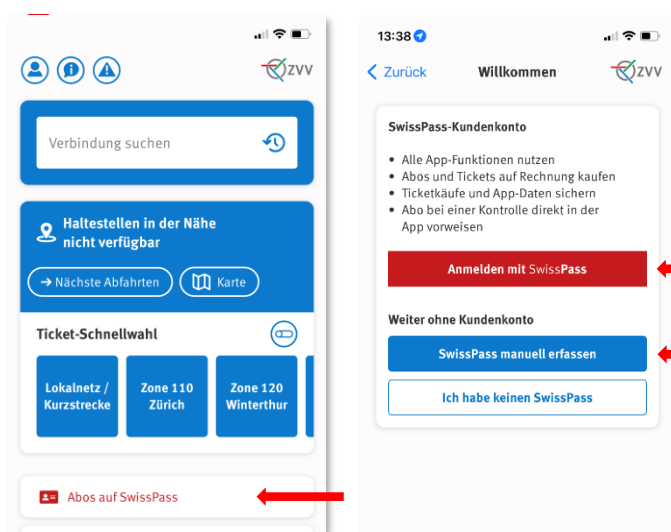 ZVV
Verbindung suchen
Haltestellen in der Nähe
nicht verfügbar
Nächste Abfahrten
Karte
Ticket-Schnellwahl
Lokalnetz /
Kurzstrecke
Zone 110
Zürich
Zone 120
Winterthur
Abos auf SwissPass
13:38
Zurück
Willkommen
ZVV
SwissPass-Kundenkonto
• Alle App-Funktionen nutzen
• Abos und Tickets auf Rechnung kaufen
• Ticketkäufe und App-Daten sichern
• Abo bei einer Kontrolle direkt in der
App vorweisen
Anmelden mit SwissPass
Weiter ohne Kundenkonto
SwissPass manuell erfassen
Ich habe keinen SwissPass